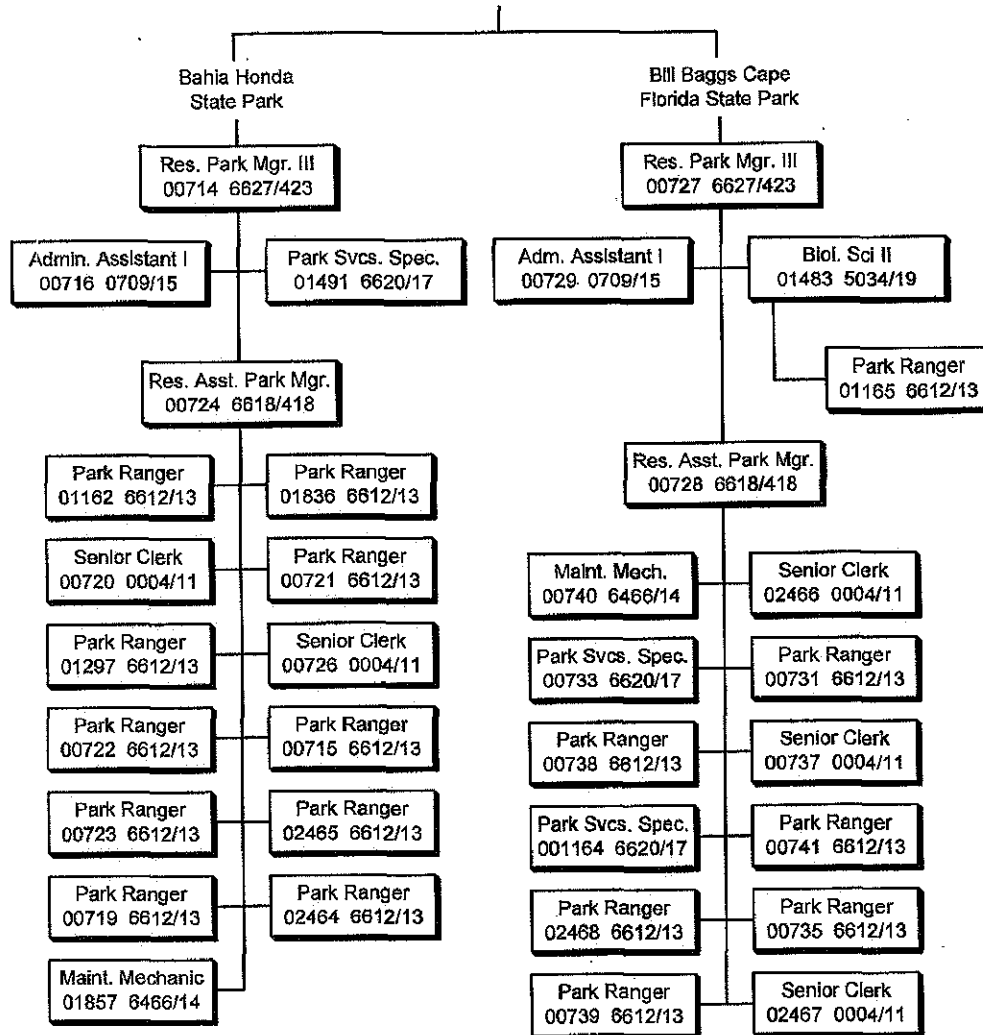 Bahia Honda
State Park
Res. Park Mgr. III
00714 6627/423
Admin. Assistant I
00716 0709/15
Park Svcs. Spec.
01491 6620/17
Res. Asst. Park Mgr.
00724 6618/418
Park Ranger
01162 6612/13
Park Ranger
01836 6612/13
Senior Clerk
00720 0004/11
Park Ranger
00721 6612/13
Park Ranger
01297 6612/13
Senior Clerk
00726 0004/11
Park Ranger
00722 6612/13
Park Ranger
00715 6612/13
Park Ranger
00723 6612/13
Park Ranger
02465 6612/13
Park Ranger
00719 6612/13
Park Ranger
02464 6612/13
Maint. Mechanic
01857 6466/14
Bill Baggs Cape
Florida State Park
Res. Park Mgr. III
00727 6627/423
Adm. Assistant I
00729 0709/15
Biol. Sci II
01483 5034/19
Park Ranger
01165 6612/13
Res. Asst. Park Mgr.
00728 6618/418
Maint. Mech.
00740 6466/14
Senior Clerk
02466 0004/11
Park Svcs. Spec.
00733 6620/17
Park Ranger
00731 6612/13
Park Ranger
00738 6612/13
Senior Clerk
00737 0004/11
Park Svcs. Spec.
001164 6620/17
Park Ranger
00741 6612/13
Park Ranger
02468 6612/13
Park Ranger
00735 6612/13
Park Ranger
00739 6612/13
Senior Clerk
02467 0004/11